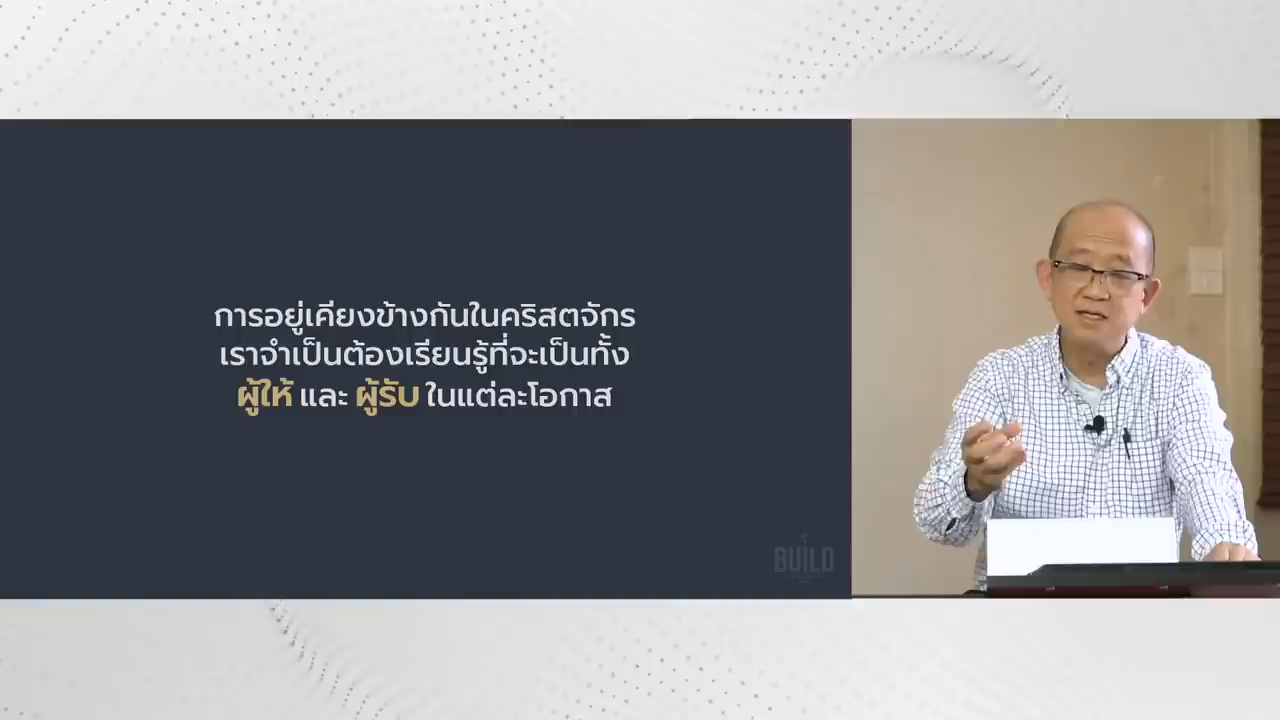 การอยู่เคียงข้างกันในคริสตจักร
เราจำเป็นต้องเรียนรู้ที่จะเป็นทั้ง
ผู้ให้ และ ผู้รับ ในแต่ละโอกาส
BUILD